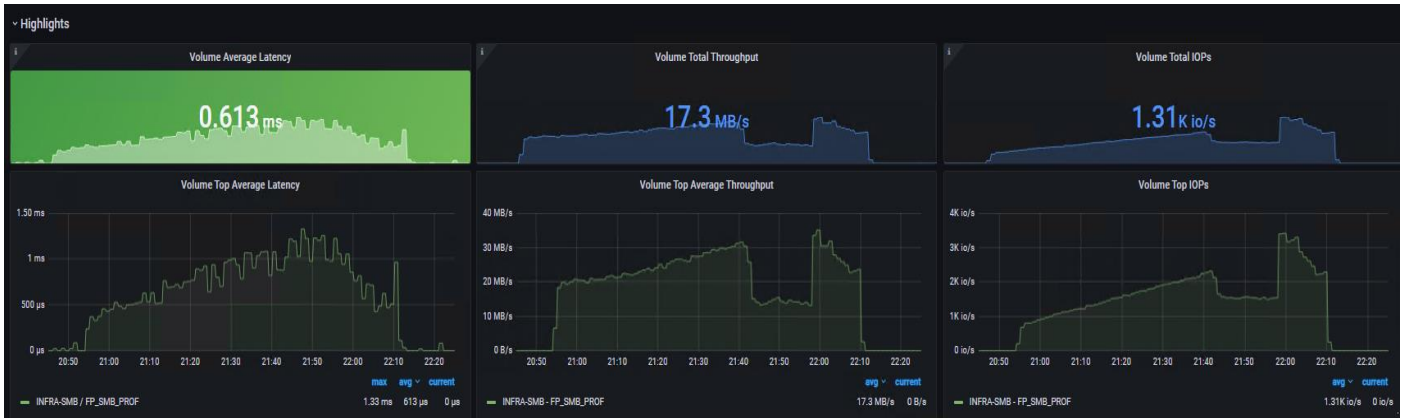 Highlights
Volume Average Latency
0.613 ms
Volume Total Throughput
17.3 MB/s
Volume Total IOPs
1.31K io/s
Volume Top Average Latency
1.50 ms
1 ms
500 µs
0 µs
20:50 21:00 21:10 21:20 21:30 21:40 21:50 22:00 22:10 22:20
max avg current
INFRA-SMB / FP_SMB_PROF 1.33 ms 613 µs 0 µs
Volume Top Average Throughput
40 MB/s
30 MB/s
20 MB/s
10 MB/s
0 B/s
20:50 21:00 21:10 21:20 21:30 21:40 21:50 22:00 22:10 22:20
avg current
INFRA-SMB - FP_SMB_PROF 17.3 MB/s 0 B/s
Volume Top IOPs
4K io/s
3K io/s
2K io/s
1K io/s
0 io/s
20:50 21:00 21:10 21:20 21:30 21:40 21:50 22:00 22:10 22:20
avg current
INFRA-SMB - FP_SMB_PROF 1.31K io/s 0 io/s